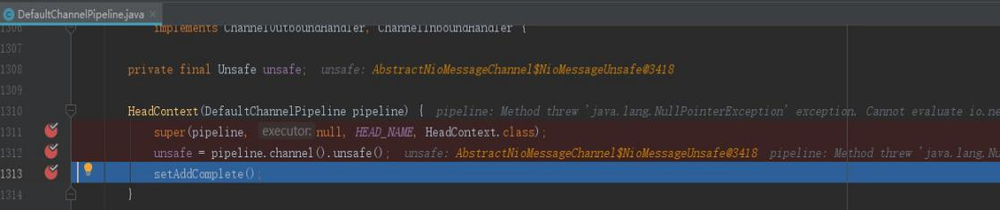 DefaultChannelPipeline.java
1306 implements ChannelOutboundHandler, ChannelInboundHandler {
1307
1308 private final Unsafe unsafe; unsafe: AbstractNioMessageChannel$NioMessageUnsafe@3418
1309
1310 HeadContext(DefaultChannelPipeline pipeline) { pipeline: Method threw 'java.lang.NullPointerException' exception. Cannot evaluate io.ne
1311 super(pipeline, executor: null, HEAD_NAME, HeadContext.class);
1312 unsafe = pipeline.channel().unsafe(); unsafe: AbstractNioMessageChannel$NioMessageUnsafe@3418 pipeline: Method threw 'java.lang.Nu
1313 setAddComplete();
1314 }